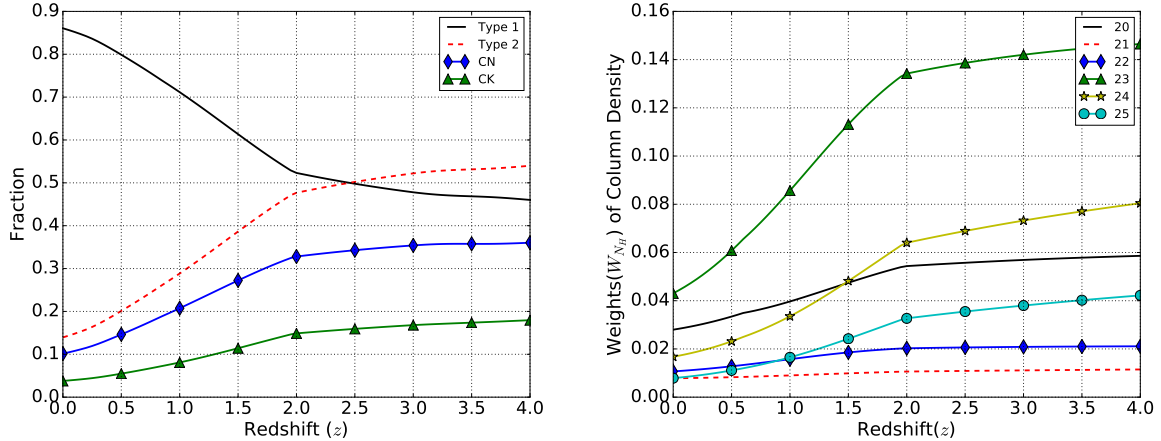 0.9
0.8
0.7
0.6
0.5
0.4
0.3
0.2
0.1
0.0
Fraction
0.0 0.5 1.0 1.5 2.0 2.5 3.0 3.5 4.0
Redshift (z)
Type 1
Type 2
CN
CK
0.16
0.14
0.12
0.10
0.08
0.06
0.04
0.02
0.00
Weights(W_{N_H}) of Column Density
0.0 0.5 1.0 1.5 2.0 2.5 3.0 3.5 4.0
Redshift(z)
20
21
22
23
24
25